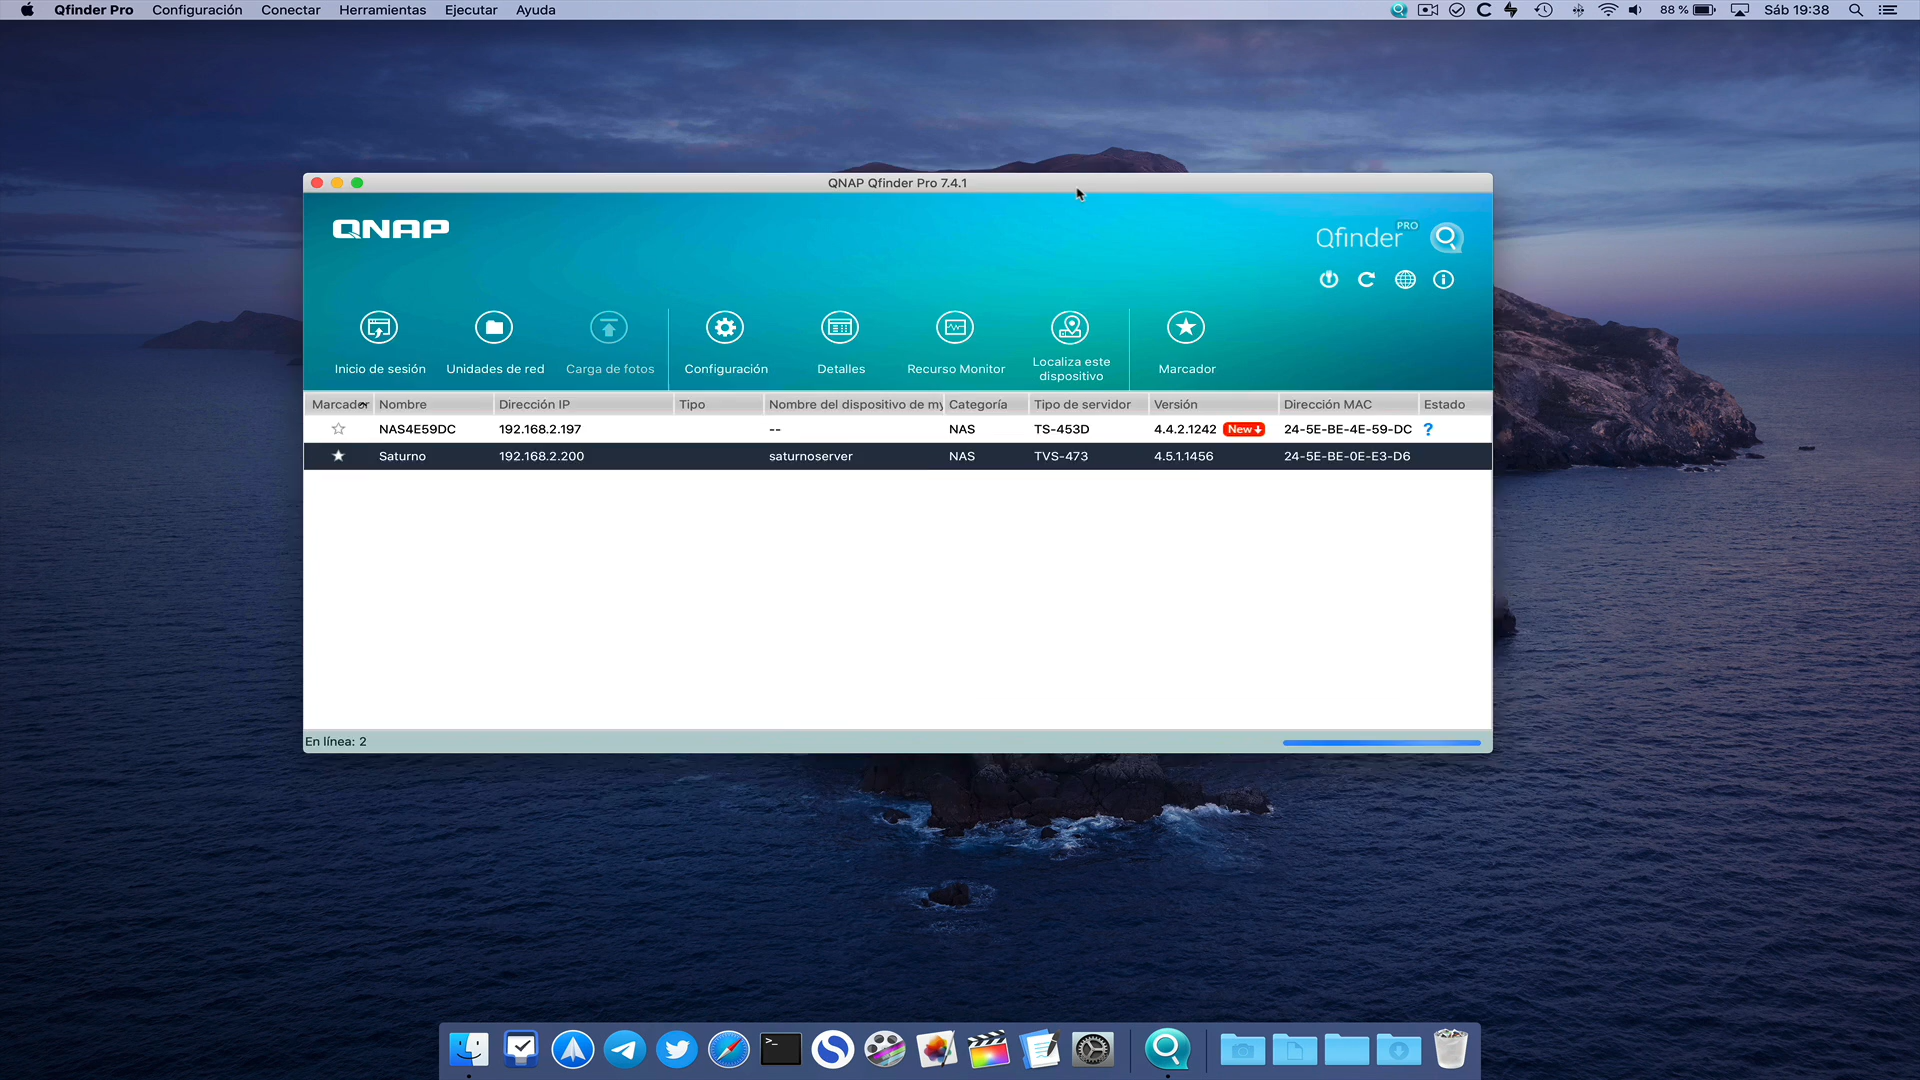 Qfinder Pro Configuración Conectar Herramientas Ejecutar Ayuda 88 % Sáb 19:38
QNAP Qfinder Pro 7.4.1
QNAP
Qfinder PRO
Inicio de sesión Unidades de red Carga de fotos Configuración Detalles Recurso Monitor Localiza este dispositivo Marcador
Marcador Nombre Dirección IP Tipo Nombre del dispositivo de my Categoría Tipo de servidor Versión Dirección MAC Estado
NAS4E59DC 192.168.2.197 -- NAS TS-453D 4.4.2.1242 New 24-5E-BE-4E-59-DC ?
Saturno 192.168.2.200 saturnoserver NAS TVS-473 4.5.1.1456 24-5E-BE-0E-E3-D6
En línea: 2